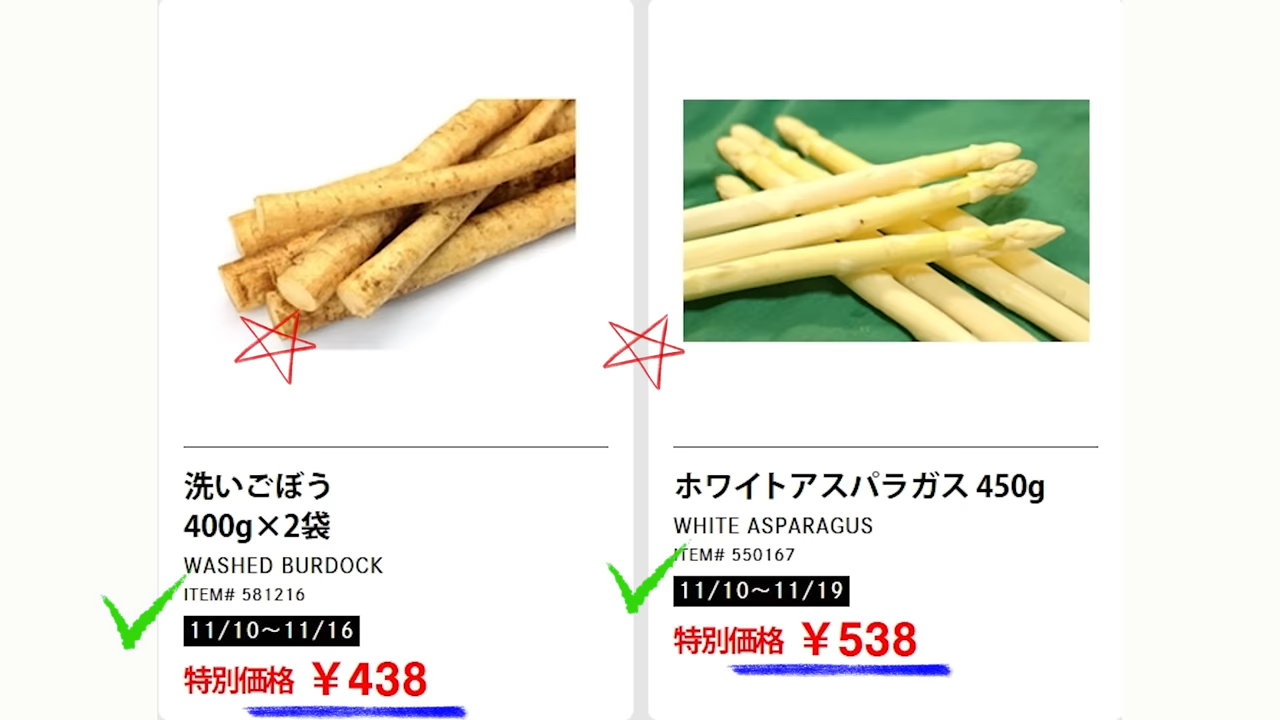 洗いごぼう
400g×2袋
WASHED BURDOCK
ITEM# 581216
11/10～11/16
特別価格 ￥438
ホワイトアスパラガス 450g
WHITE ASPARAGUS
ITEM# 550167
11/10～11/19
特別価格 ￥538